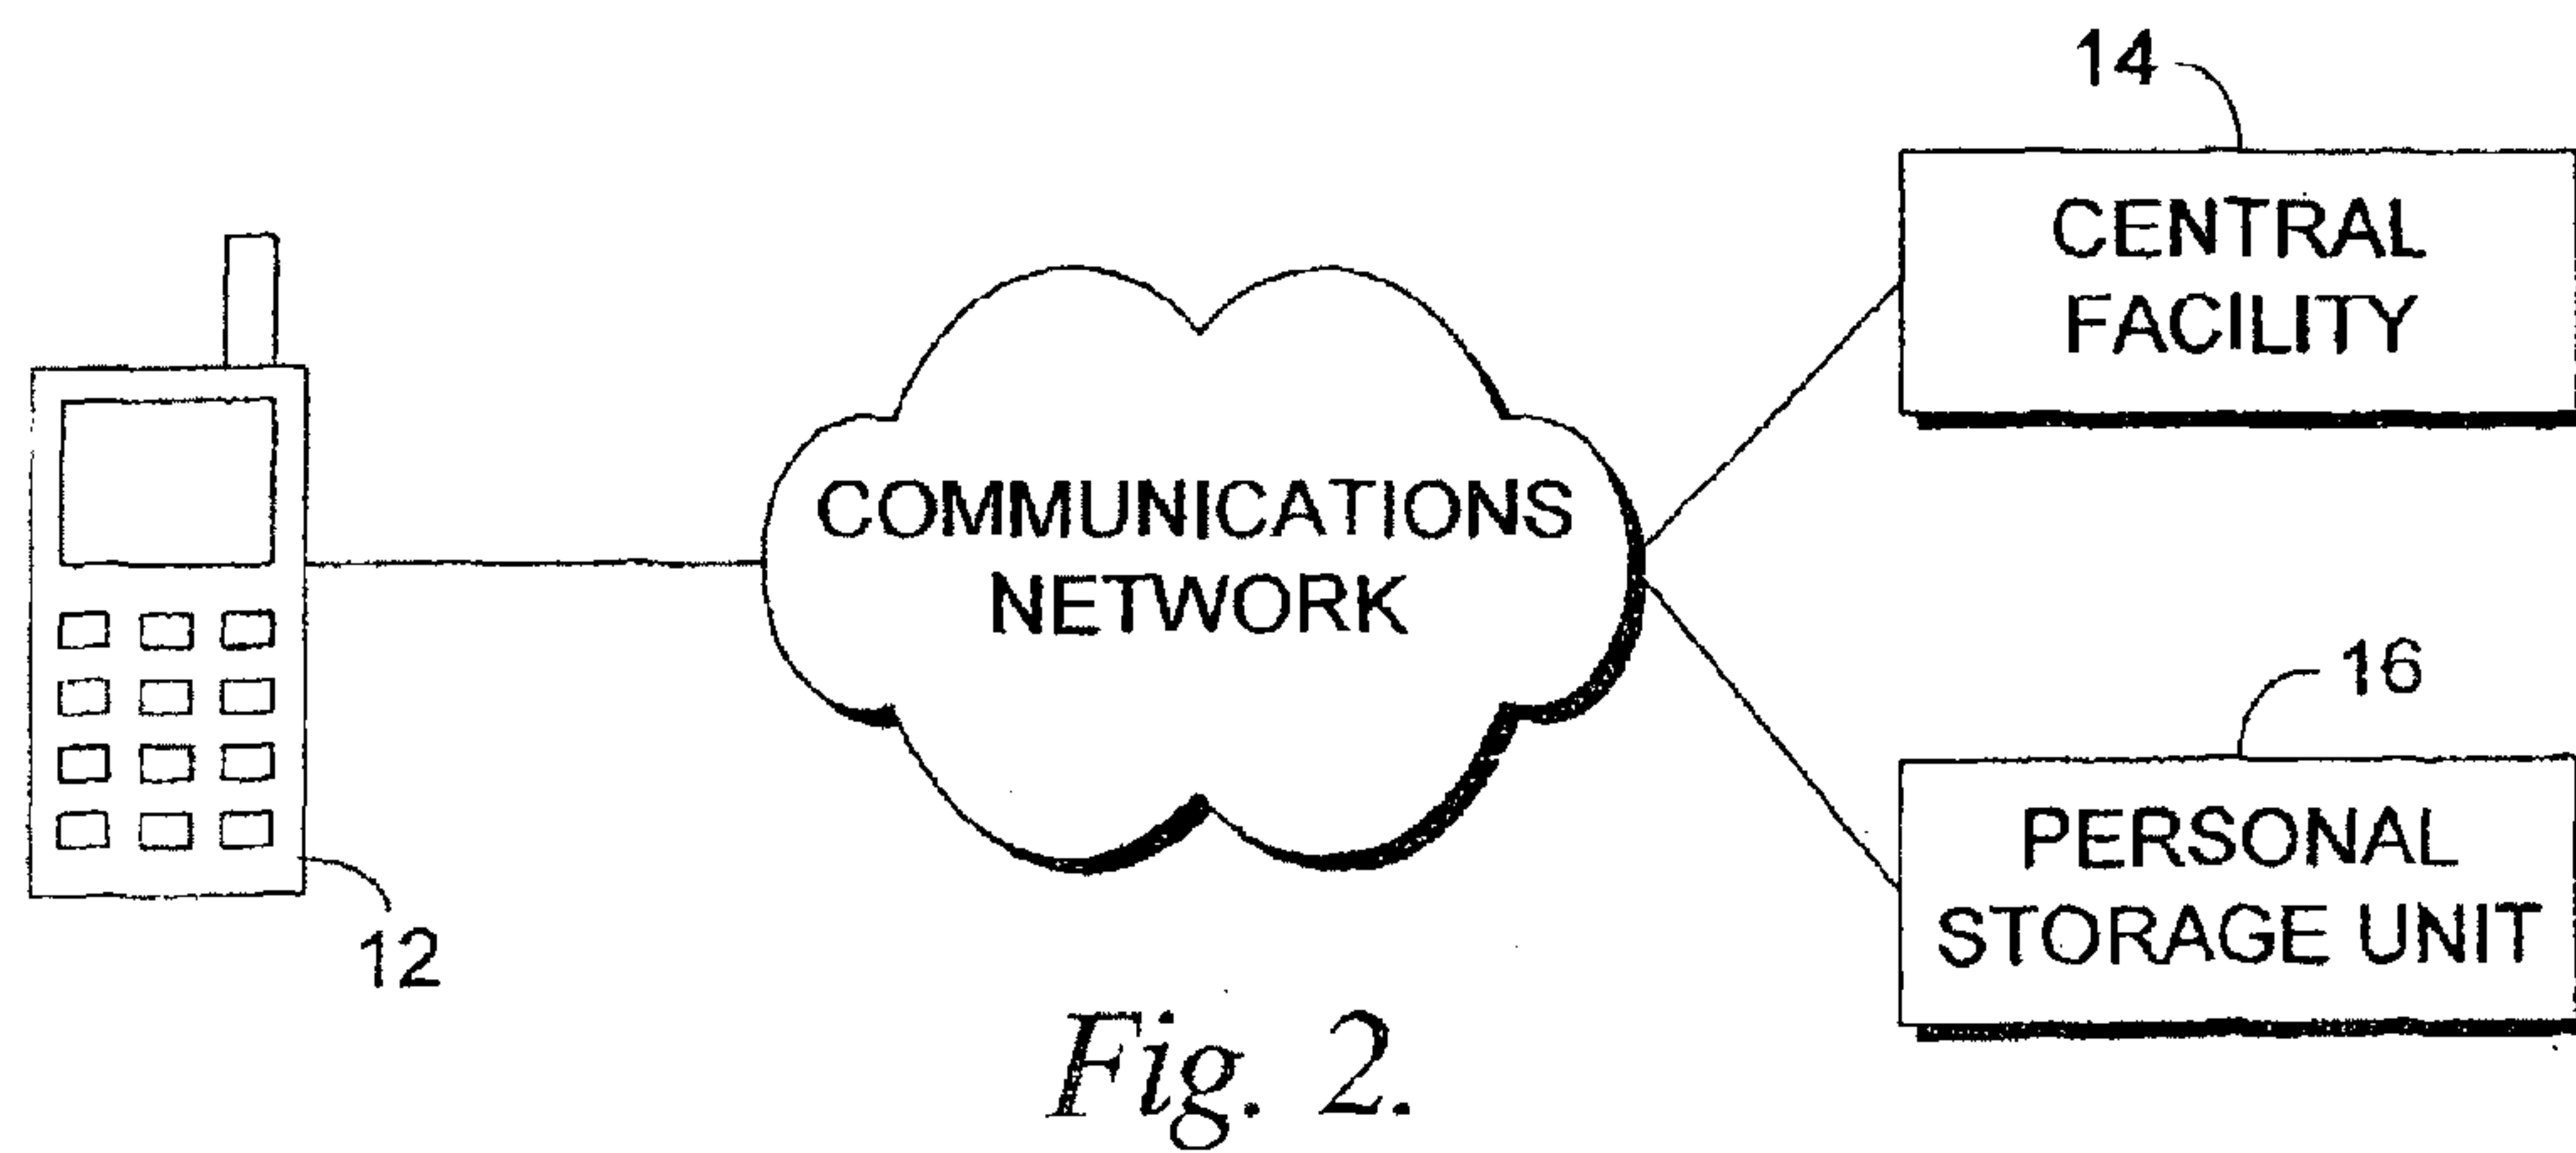 14
CENTRAL
FACILITY
COMMUNICATIONS
NETWORK
16
PERSONAL
STORAGE UNIT
12
Fig. 2.